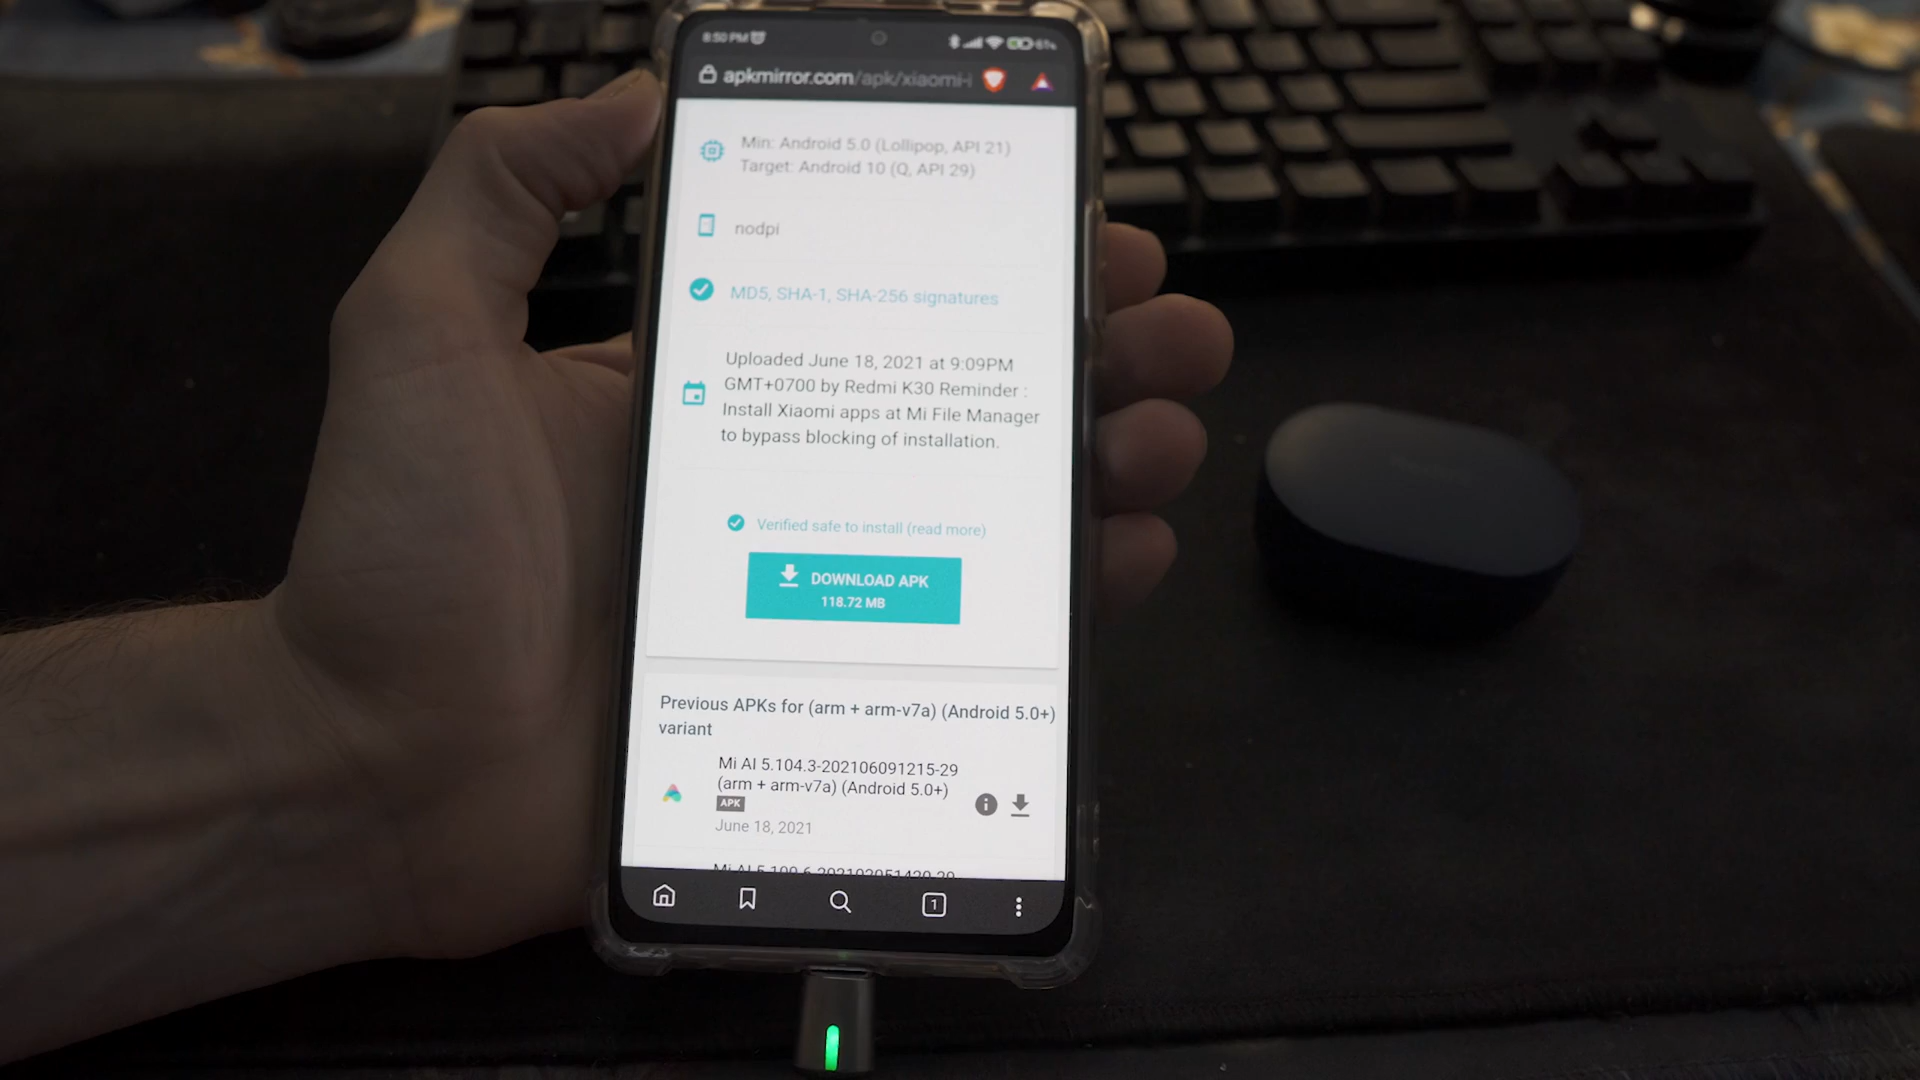 8:50 PM
61%
apkmirror.com/apk/xiaomi-
Min: Android 5.0 (Lollipop, API 21)
Target: Android 10 (Q, API 29)
nodpi
MD5, SHA-1, SHA-256 signatures
Uploaded June 18, 2021 at 9:09PM
GMT+0700 by Redmi K30 Reminder :
Install Xiaomi apps at Mi File Manager
to bypass blocking of installation.
Verified safe to install (read more)
DOWNLOAD APK
118.72 MB
Previous APKs for (arm + arm-v7a) (Android 5.0+)
variant
Mi AI 5.104.3-202106091215-29
(arm + arm-v7a) (Android 5.0+)
APK
June 18, 2021
1